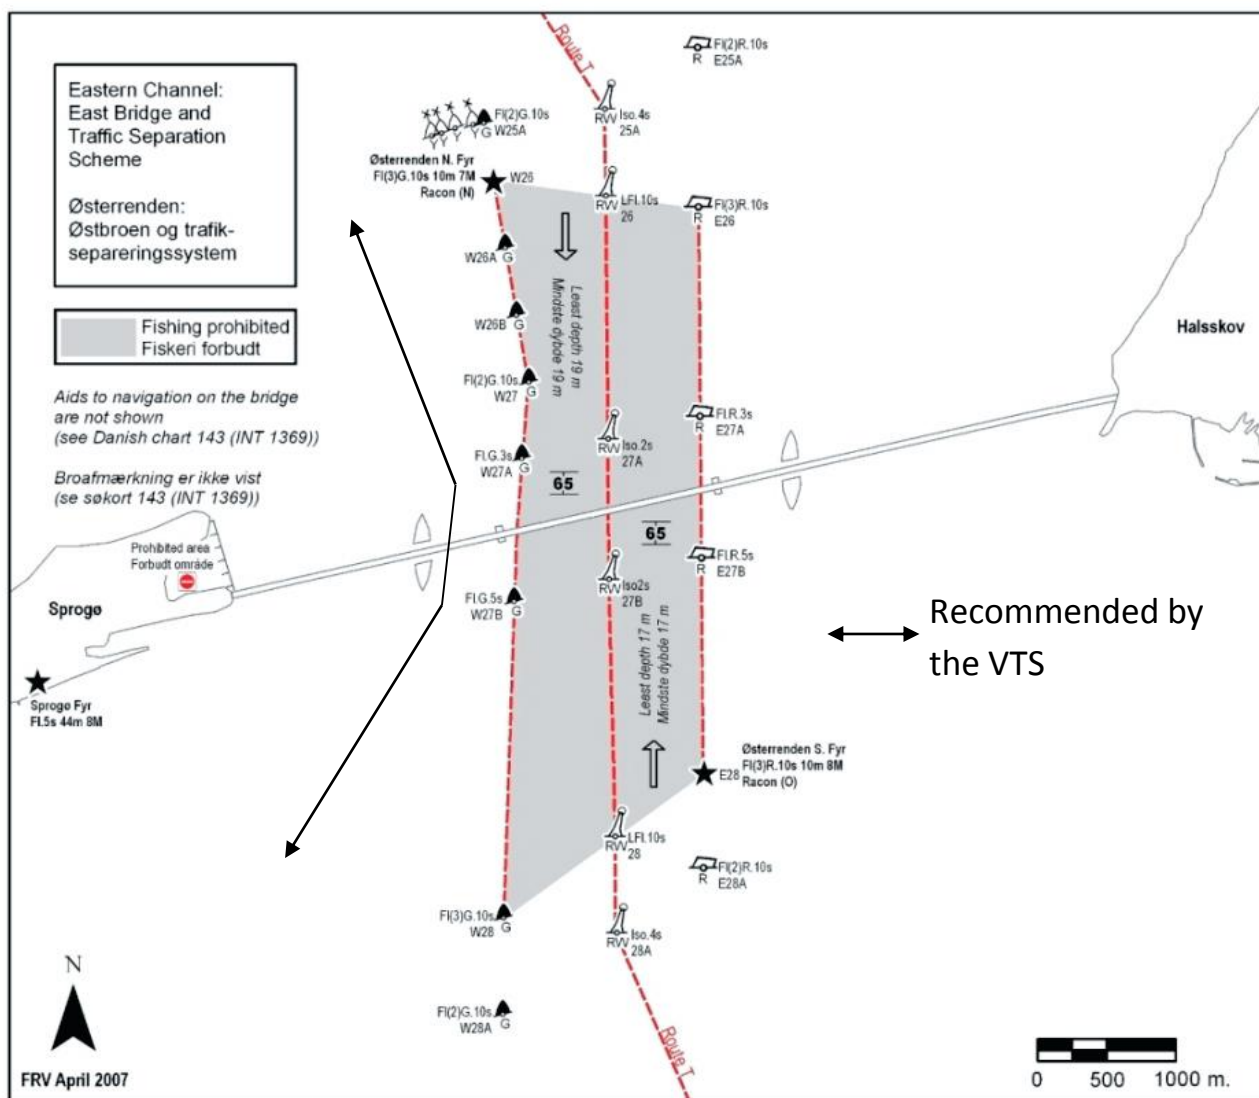 Eastern Channel:
East Bridge and
Traffic Separation
Scheme
Østerrenden:
Østbroen og trafik-
separeringssystem
Fishing prohibited
Fiskeri forbudt
Aids to navigation on the bridge
are not shown
(see Danish chart 143 (INT 1369))
Broafmærkning er ikke vist
(se søkort 143 (INT 1369))
Route T
Fl(2)R.10s
R
E25A
Iso.4s
RW
25A
Fl(2)G.10s
W25A
Y Y Y Y G
Østerrenden N. Fyr
Fl(3)G.10s 10m 7M
Racon (N)
W26
LFl.10s
RW
26
Fl(3)R.10s
R
E26
W26A
G
W26B
G
Least depth 19 m
Mindste dybde 19 m
Halsskov
Fl(2)G.10s
W27
G
Fl.R.3s
R
E27A
Iso.2s
RW
27A
Fl.G.3s
W27A
G
65
65
Prohibited area
Forbudt område
Sprogø
Fl.R.5s
R
E27B
Iso2s
RW
27B
Fl.G.5s
W27B
G
Least depth 17 m
Mindste dybde 17 m
Recommended by
the VTS
Sprogø Fyr
Fl.5s 44m 8M
Østerrenden S. Fyr
Fl(3)R.10s 10m 8M
Racon (O)
E28
LFl.10s
RW
28
Fl(2)R.10s
R
E28A
Fl(3)G.10s
W28
G
Iso.4s
RW
28A
N
Fl(2)G.10s
W28A
G
Route T
FRV April 2007
0 500 1000 m.